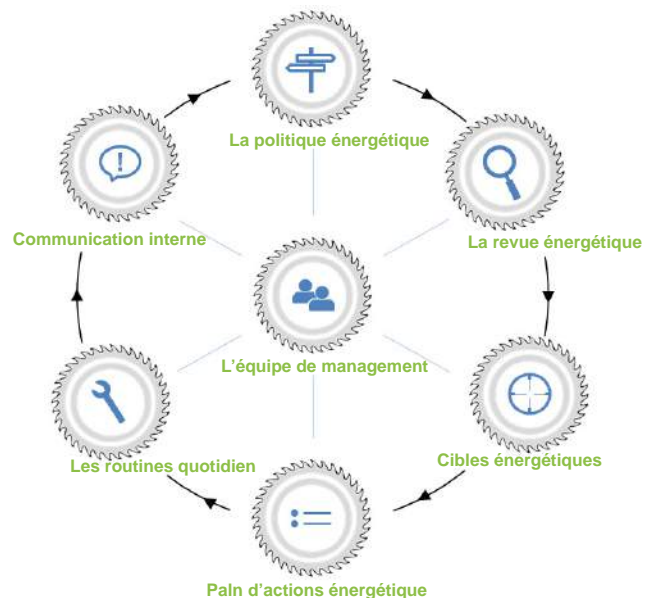 La politique énergétique
La revue énergétique
Communication interne
L'équipe de management
Cibles énergétiques
Les routines quotidien
Paln d'actions énergétique